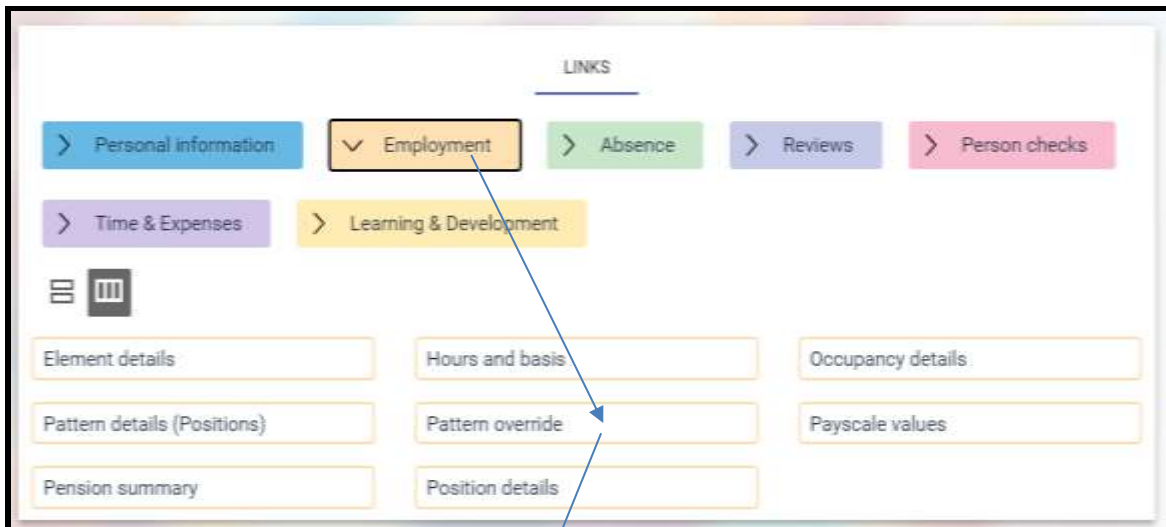 LINKS
Personal information Employment Absence Reviews Person checks
Time & Expenses Learning & Development
Element details Hours and basis Occupancy details
Pattern details (Positions) Pattern override Payscale values
Pension summary Position details